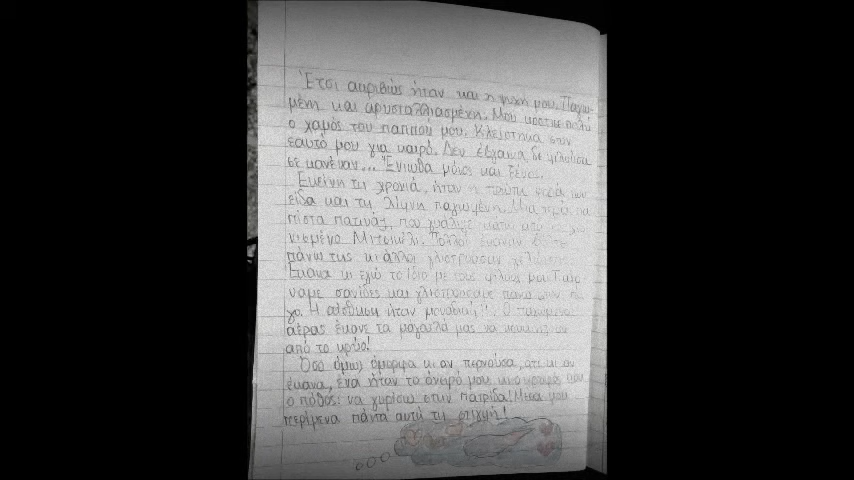 Έτσι ακριβώς ήταν και η ψυχή μου. Παγω-
μένη και κρυσταλλιασμένη. Μου κόστισε πολύ
ο χαμός του παππού μου. Κλείστηκα στον
εαυτό μου για καιρό. Δεν έβγαινα, δε μιλούσα
σε κανέναν... Ένιωθα μόνος και ξένος.
Εκείνη τη χρονιά, ήταν η πρώτη φορά που
είδα και τη λίμνη παγωμένη. Μια τεράστια
πίστα πατινάζ, που γυάλιζε κάτω από το
Πολλοί έκαναν
πάνω της κι άλλοι γλιστρούσαν
Έκανα κι εγώ το ίδιο με τους φίλους μου. Παίρ-
ναμε σανίδες και γλιστρούσαμε πάνω στον πά-
γο. Η αίσθηση ήταν μοναδική!! Ο παγωμένος
αέρας έκανε τα μάγουλά μας να
από το κρύο!
Όσο όμως όμορφα κι αν περνούσα, ότι κι αν
έκανα, ένα ήταν το όνειρό μου κι ο
ο πόθος: να γυρίσω στην πατρίδα! Μέσα μου
περίμενα πάντα αυτή τη στιγμή!